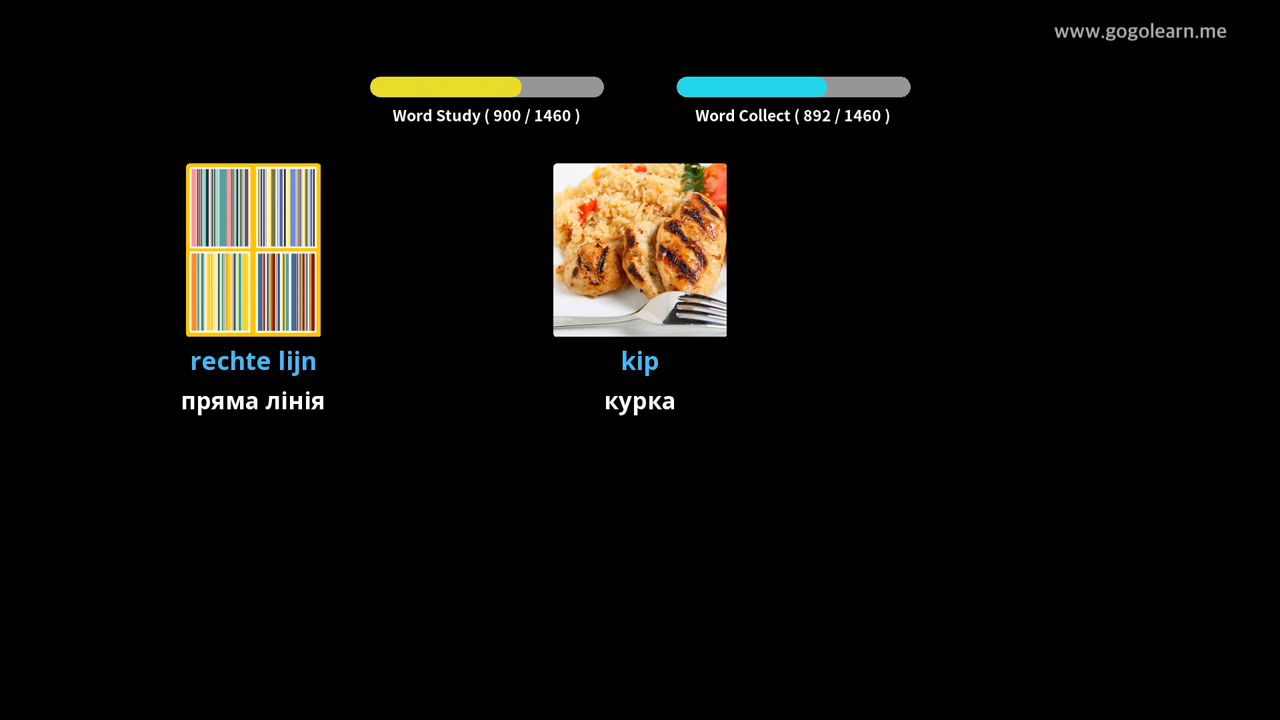 www.gogolearn.me
Word Study ( 900 / 1460 )
Word Collect ( 892 / 1460 )
rechte lijn
пряма лінія
kip
курка